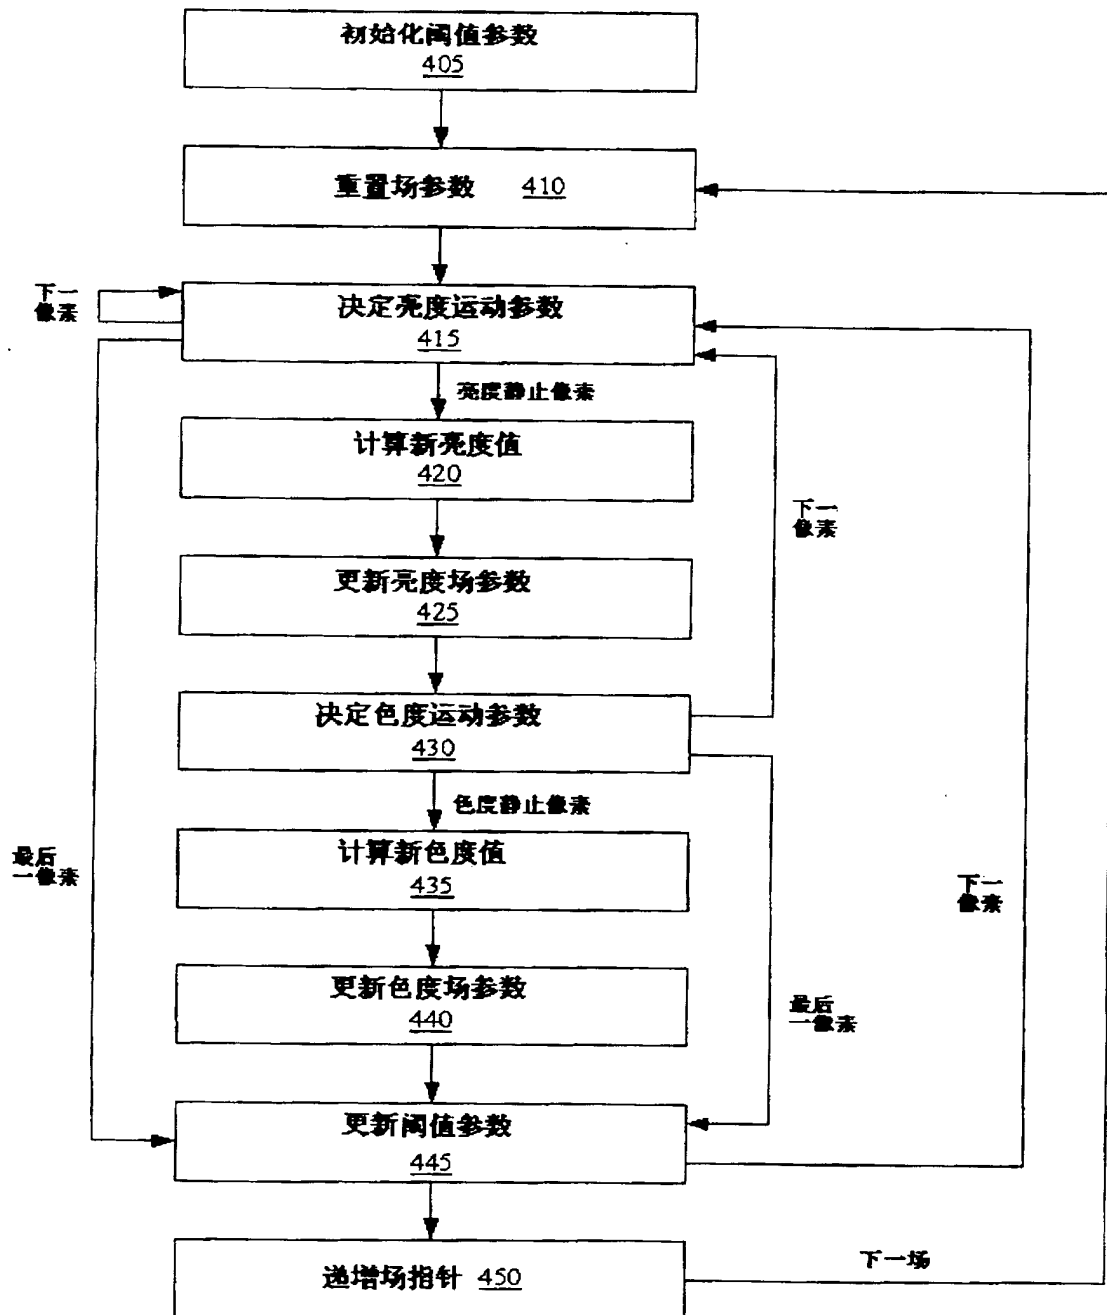 初始化阈值参数
405
重置场参数 410
下一
像素
决定亮度运动参数
415
亮度静止像素
计算新亮度值
420
下一
像素
更新亮度场参数
425
决定色度运动参数
430
色度静止像素
计算新色度值
435
最后
一像素
下一
像素
更新色度场参数
440
最后
一像素
更新阈值参数
445
递增场指针 450
下一场